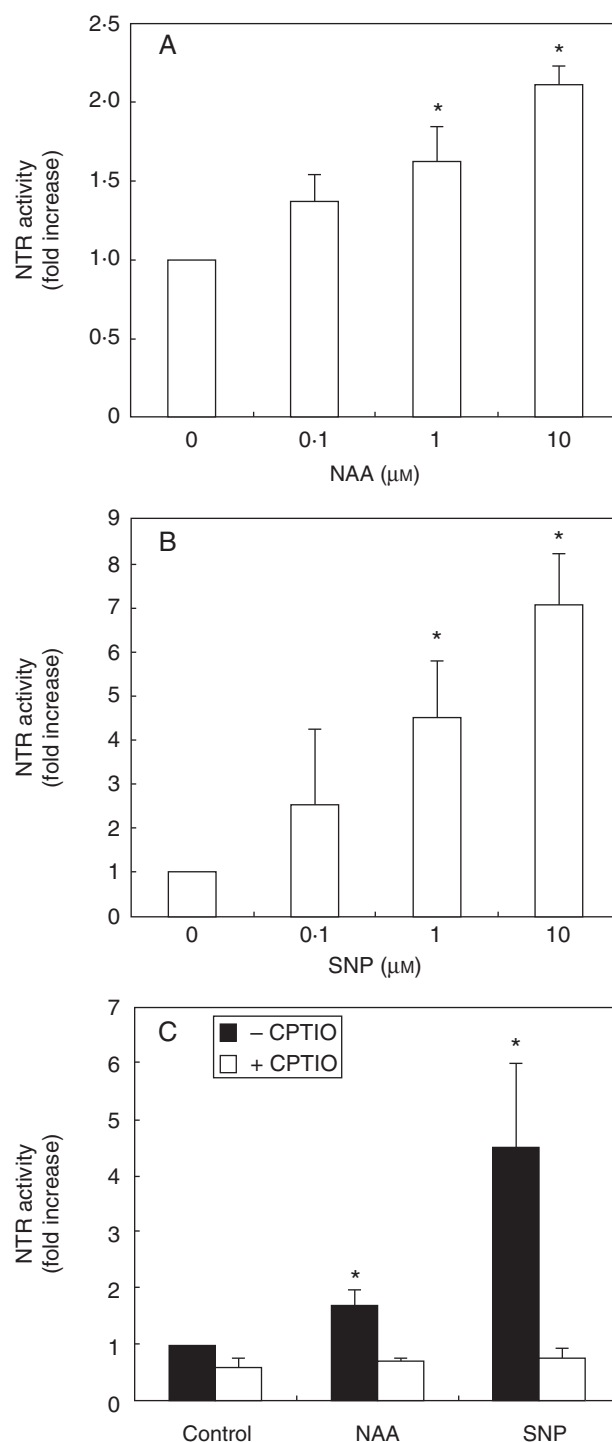 A
NTR activity
(fold increase)
2·5
2·0
1·5
1·0
0·5
0
*
*
0 0·1 1 10
NAA (μM)
B
NTR activity
(fold increase)
9
8
7
6
5
4
3
2
1
0
*
*
0 0·1 1 10
SNP (μM)
C
– CPTIO
+ CPTIO
NTR activity
(fold increase)
7
6
5
4
3
2
1
0
*
*
Control NAA SNP